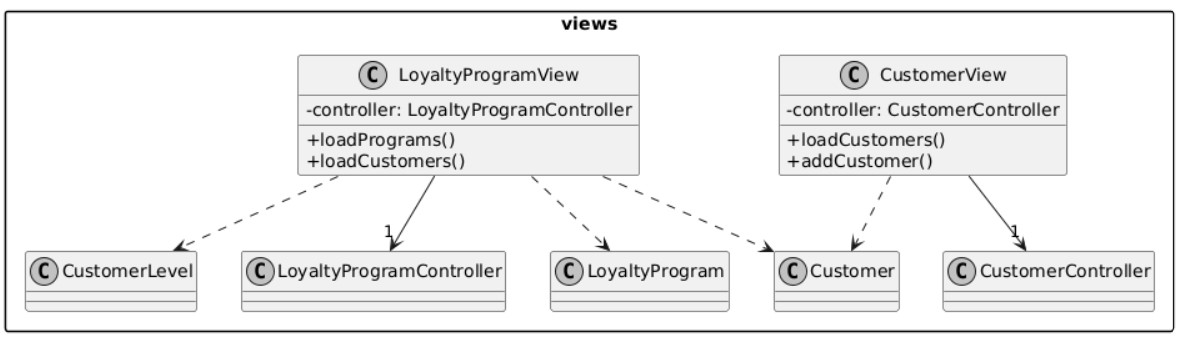 views
C LoyaltyProgramView
-controller: LoyaltyProgramController
+loadPrograms()
+loadCustomers()
C CustomerView
-controller: CustomerController
+loadCustomers()
+addCustomer()
1
1
C CustomerLevel
C LoyaltyProgramController
C LoyaltyProgram
C Customer
C CustomerController